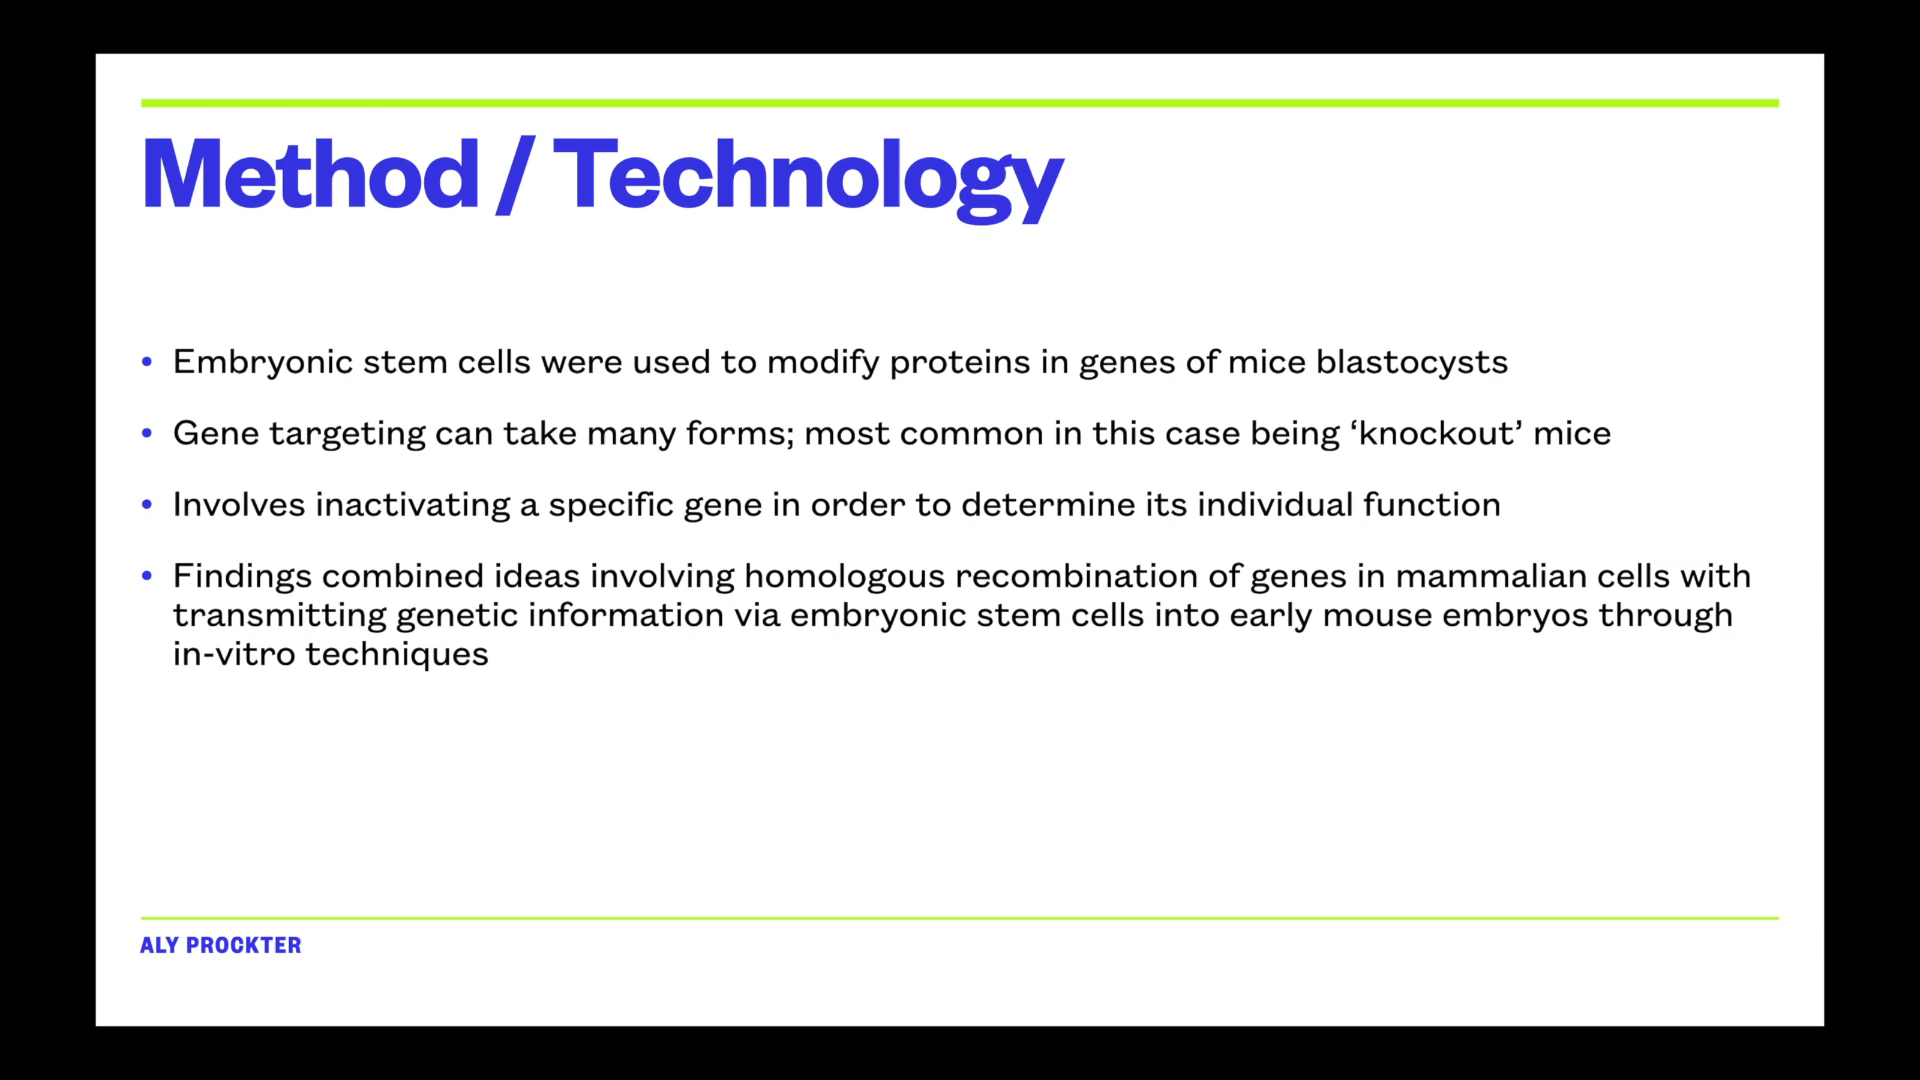 Method / Technology
• Embryonic stem cells were used to modify proteins in genes of mice blastocysts
• Gene targeting can take many forms; most common in this case being ‘knockout’ mice
• Involves inactivating a specific gene in order to determine its individual function
• Findings combined ideas involving homologous recombination of genes in mammalian cells with
transmitting genetic information via embryonic stem cells into early mouse embryos through
in-vitro techniques
ALY PROCKTER